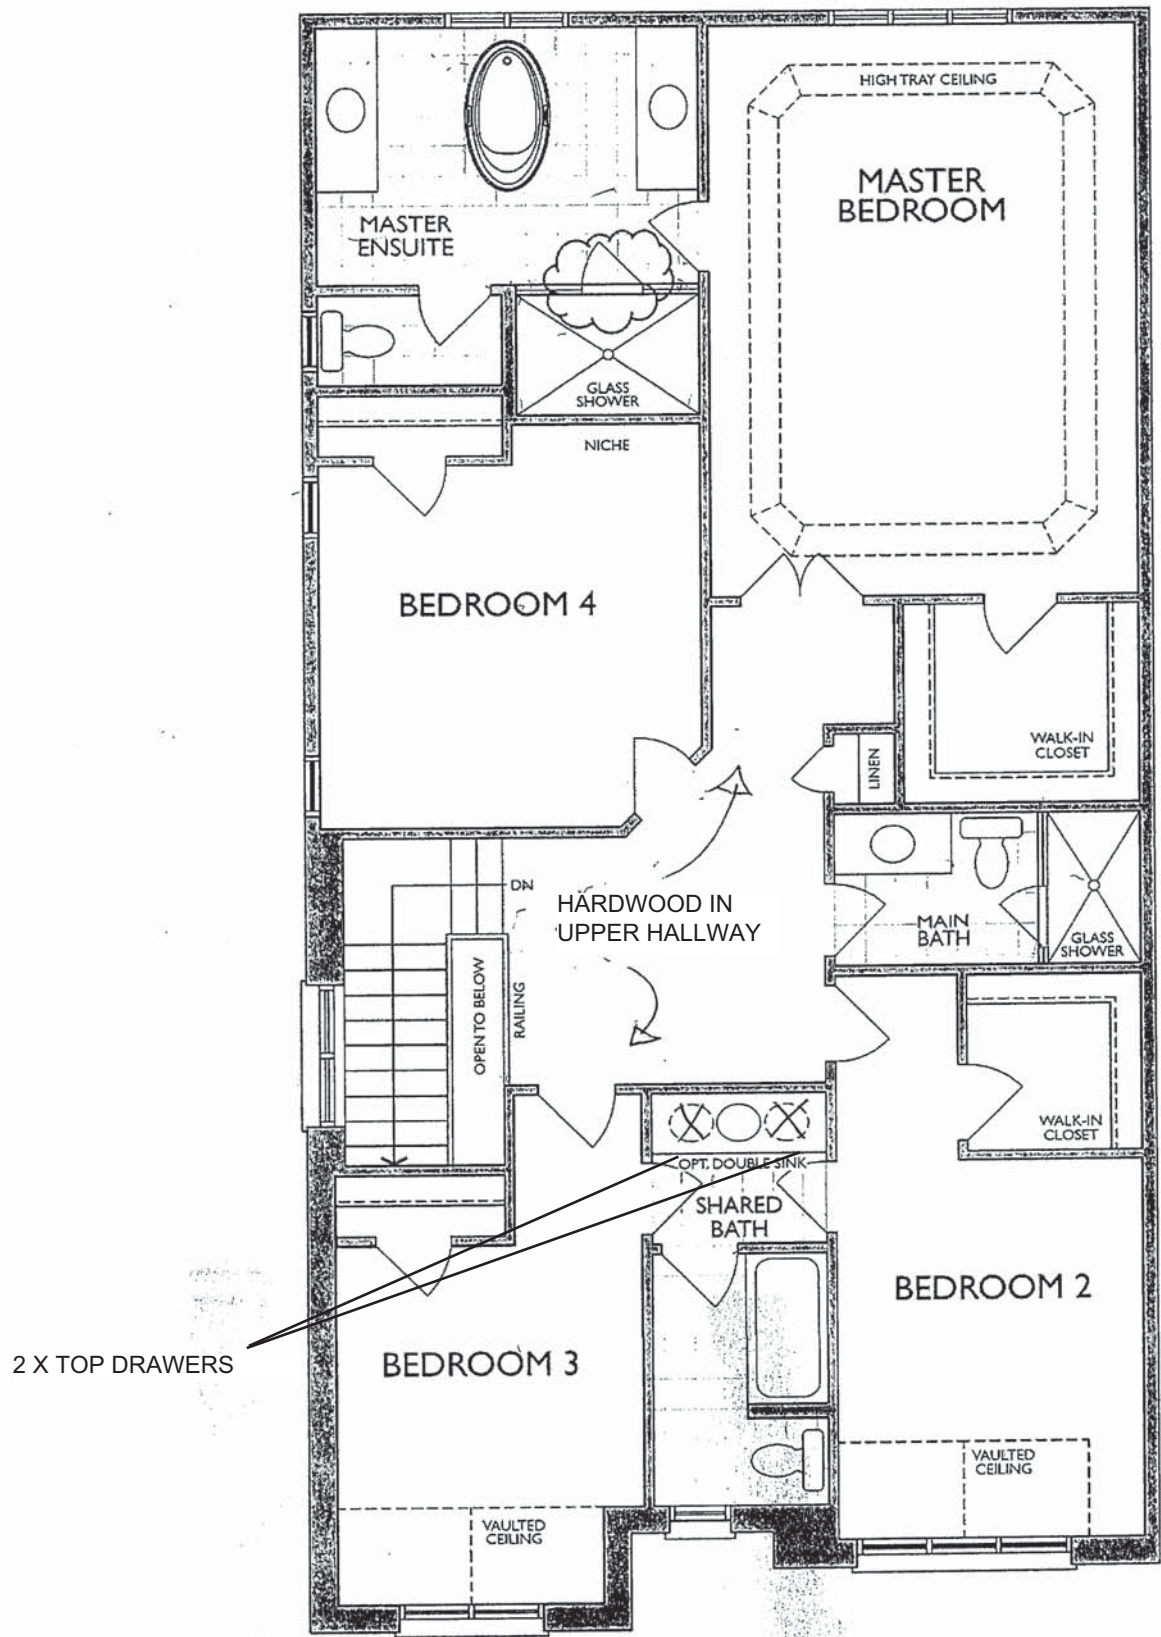 HIGH TRAY CEILING
MASTER
BEDROOM
MASTER
ENSUITE
GLASS
SHOWER
NICHE
BEDROOM 4
WALK-IN
CLOSET
LINEN
DN
HARDWOOD IN
UPPER HALLWAY
MAIN
BATH
GLASS
SHOWER
OPEN TO BELOW
RAILING
WALK-IN
CLOSET
OPT. DOUBLE SINK
SHARED
BATH
BEDROOM 2
2 X TOP DRAWERS
BEDROOM 3
VAULTED
CEILING
VAULTED
CEILING